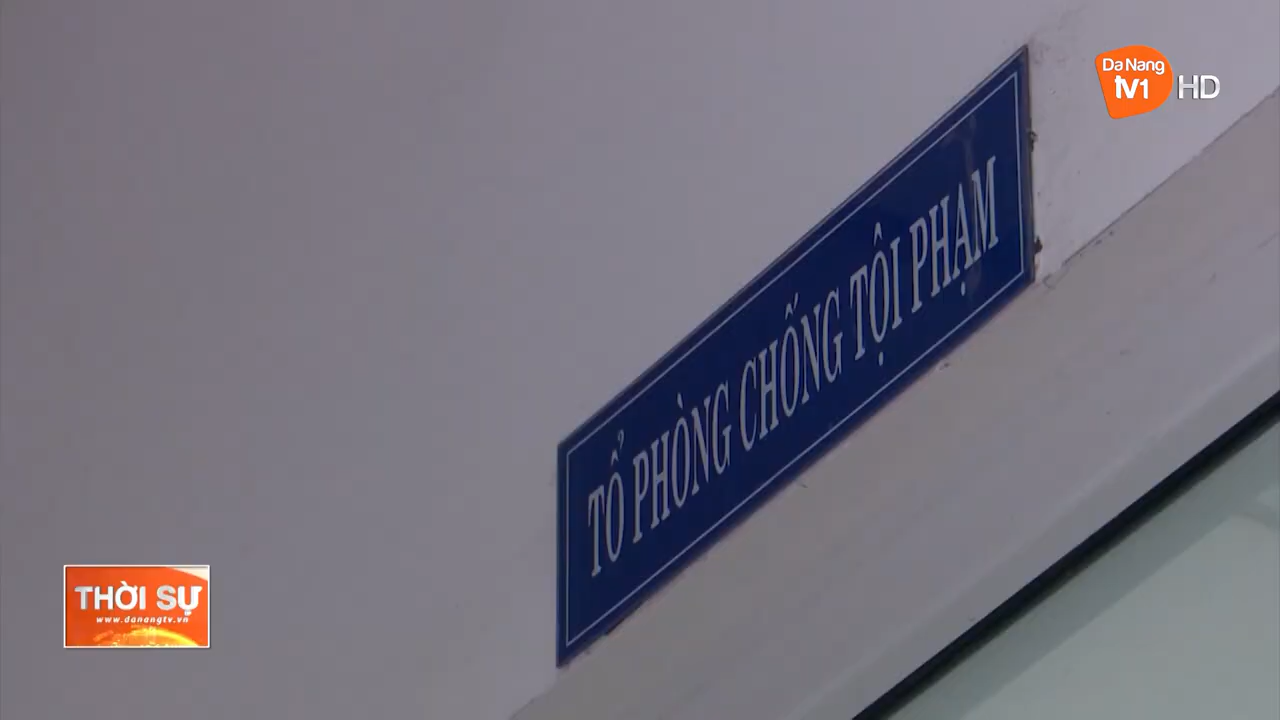 Da Nang
TV1 HD
TỔ PHÒNG CHỐNG TỘI PHẠM
THỜI SỰ
www.danangtv.vn